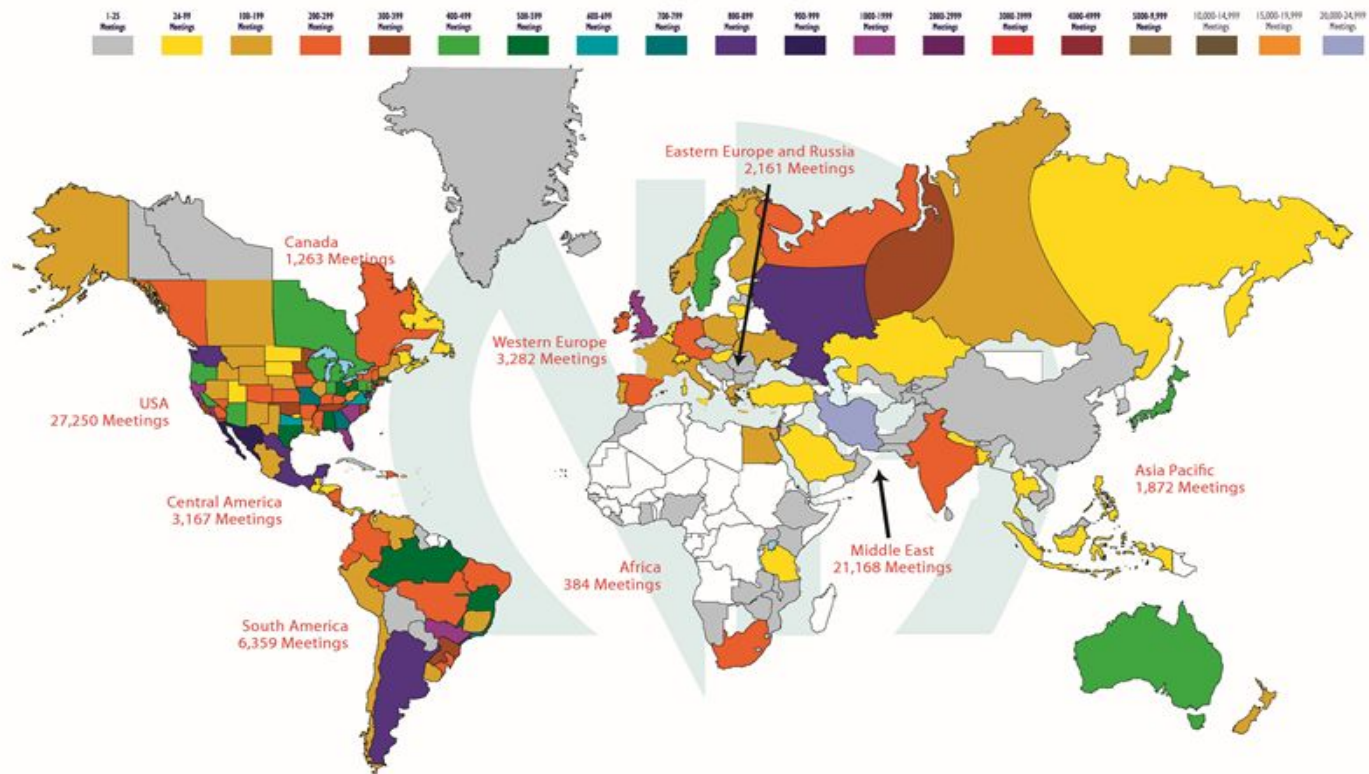 1-25 26-99 100-199 200-299 300-399 400-499 500-599 600-699 700-799 800-899 900-999 1000-1999 2000-2999 3000-3999 4000-4999 5000-9,999 10,000-14,999 15,000-19,999 20,000-24,999
Meetings Meetings Meetings Meetings Meetings Meetings Meetings Meetings Meetings Meetings Meetings Meetings Meetings Meetings Meetings Meetings Meetings Meetings Meetings
Eastern Europe and Russia
2,161 Meetings
Canada
1,263 Meetings
Western Europe
3,282 Meetings
USA
27,250 Meetings
Asia Pacific
1,872 Meetings
Central America
3,167 Meetings
Middle East
21,168 Meetings
Africa
384 Meetings
South America
6,359 Meetings